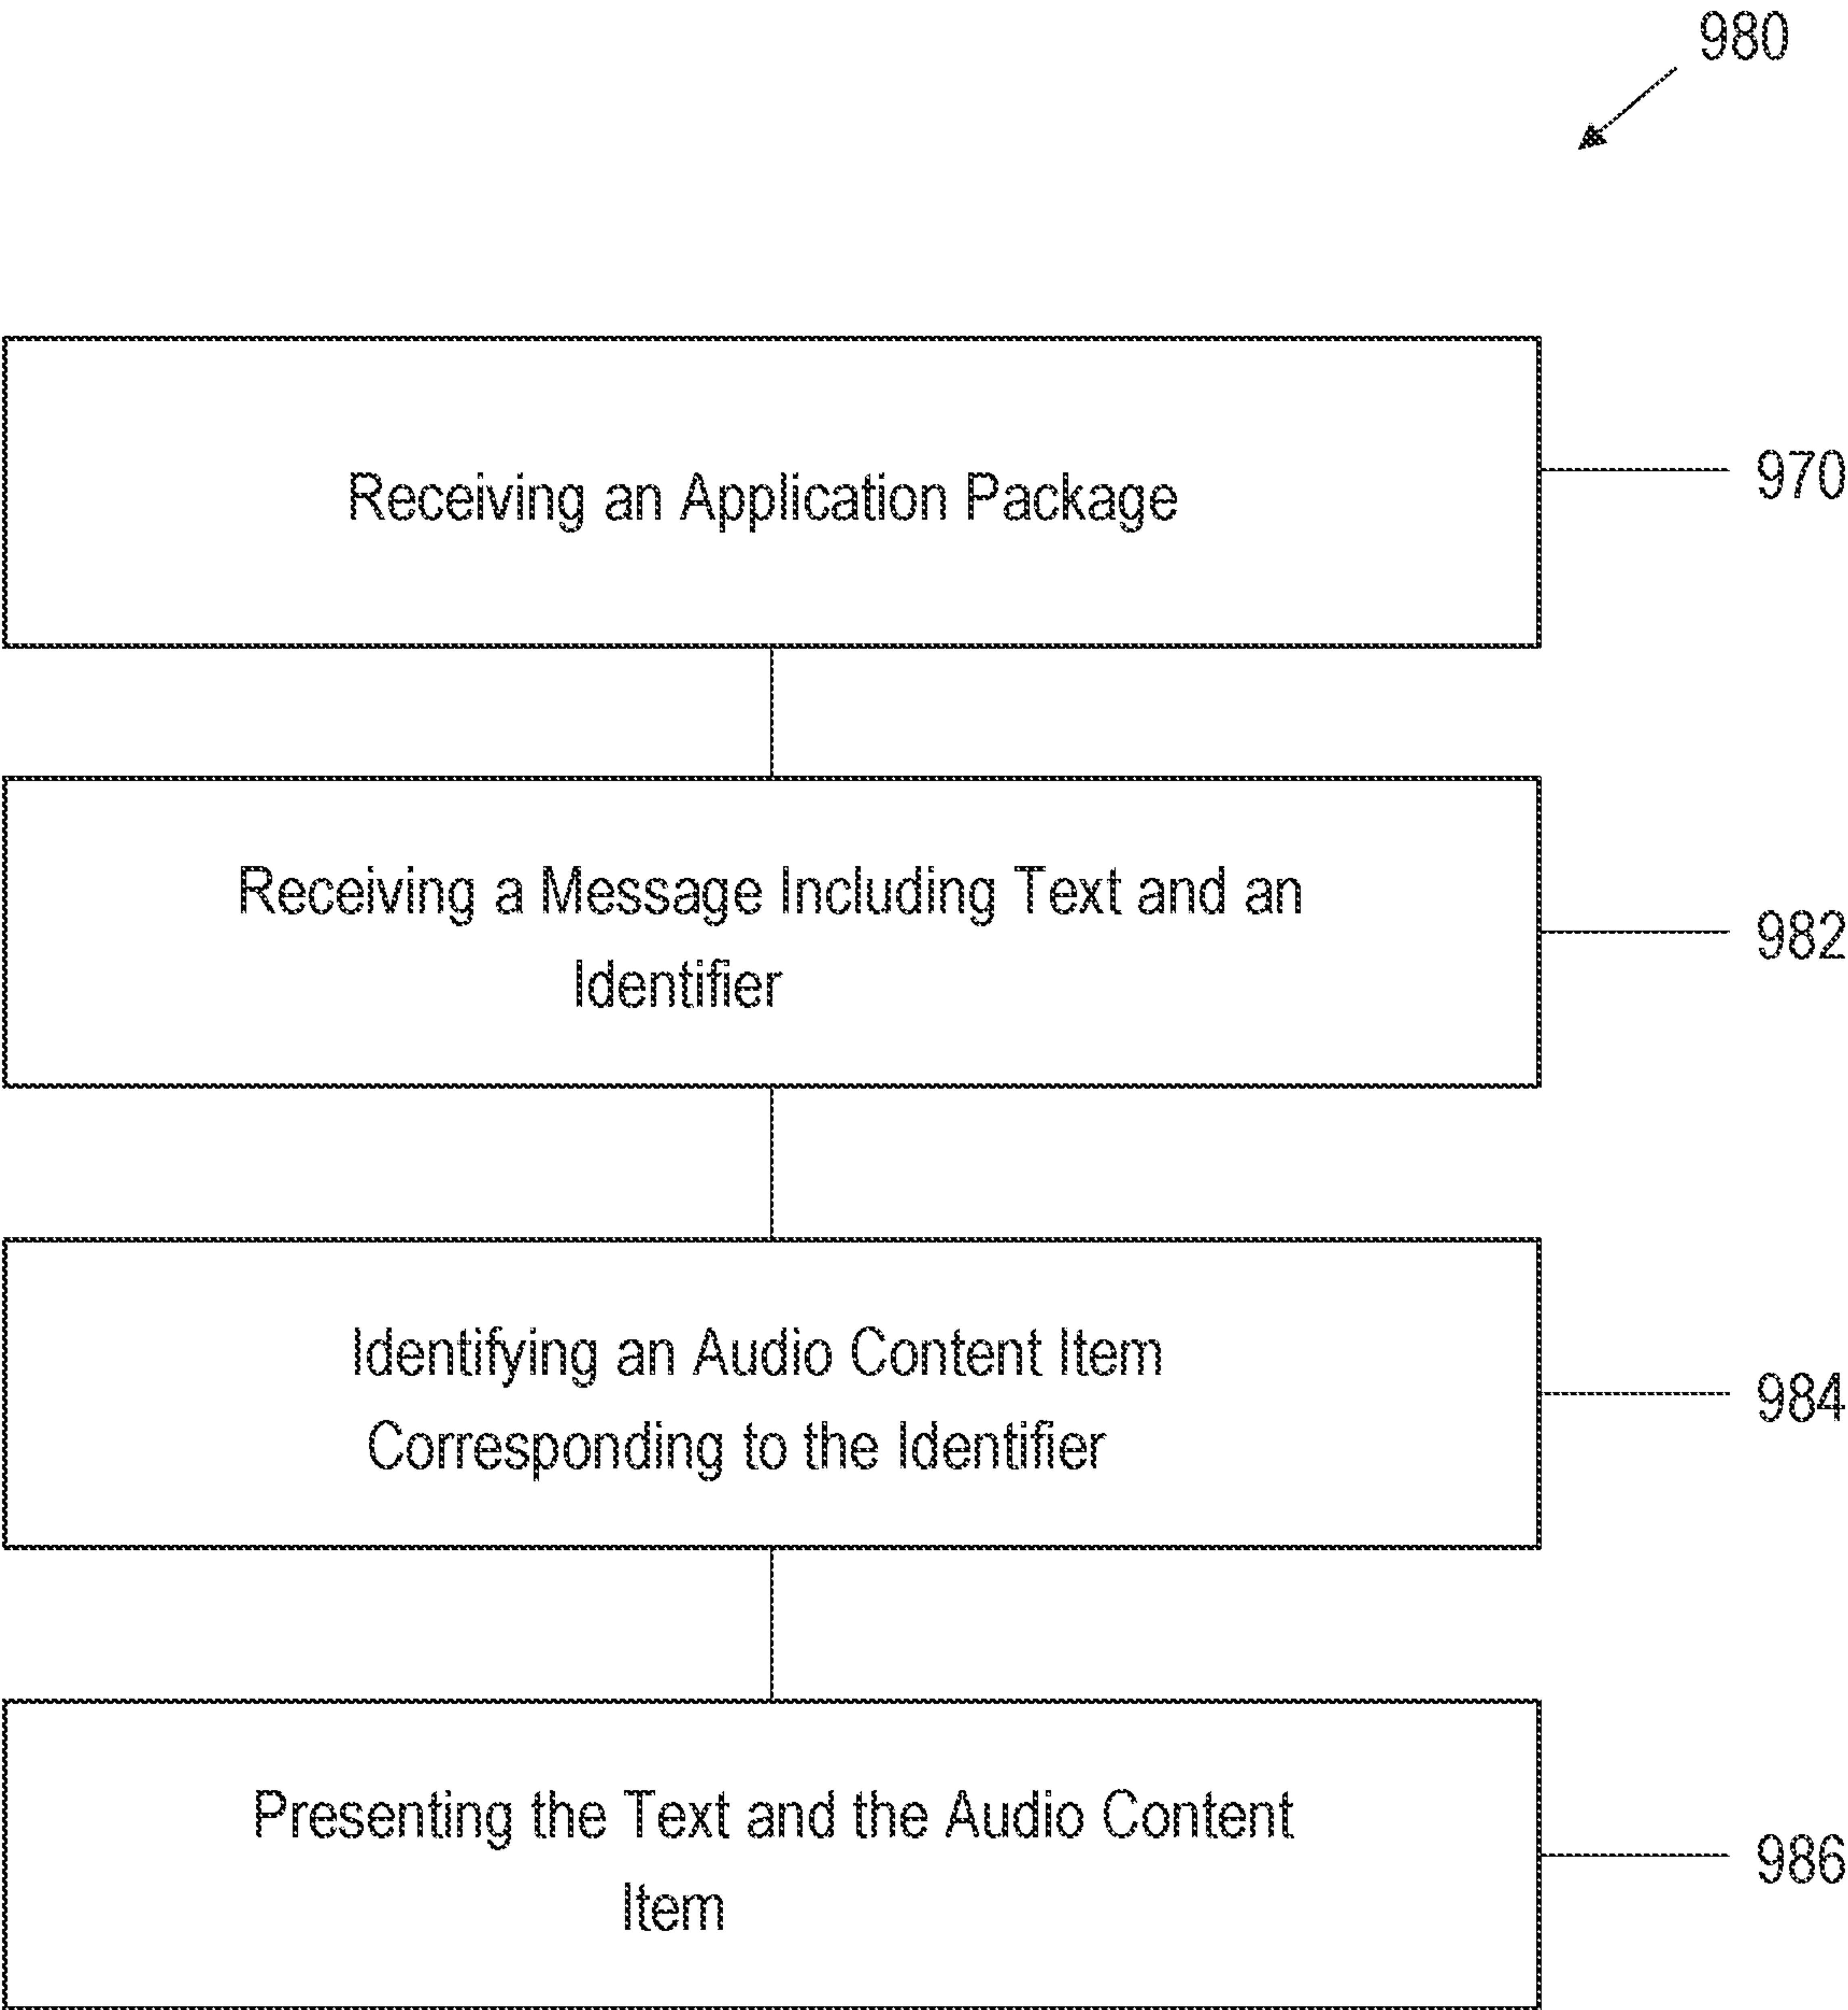 980
Receiving an Application Package
970
Receiving a Message Including Text and an
Identifier
982
Identifying an Audio Content Item
Corresponding to the Identifier
984
Presenting the Text and the Audio Content
Item
986